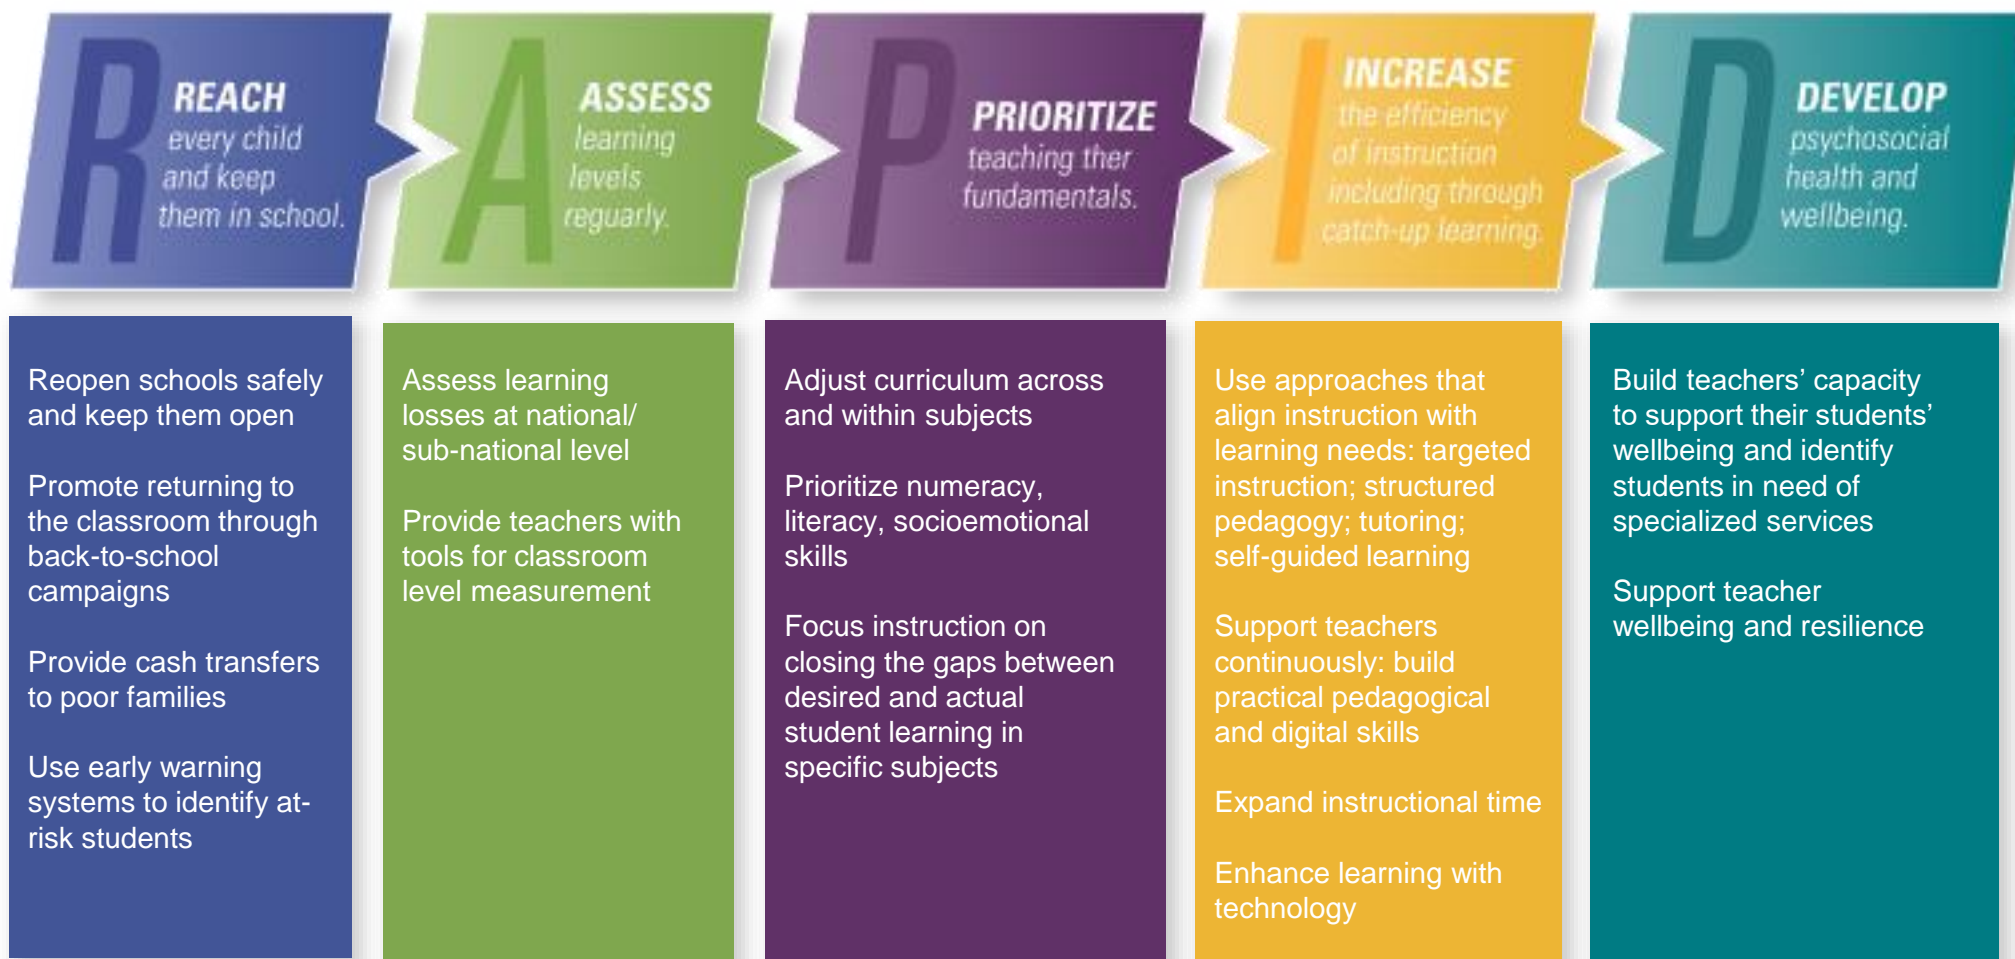 R
REACH
every child
and keep
them in school.
A
ASSESS
learning
levels
reguarly.
P
PRIORITIZE
teaching ther
fundamentals.
I
INCREASE
the efficiency
of instruction
including through
catch-up learning.
D
DEVELOP
psychosocial
health and
wellbeing.
Reopen schools safely
and keep them open
Promote returning to
the classroom through
back-to-school
campaigns
Provide cash transfers
to poor families
Use early warning
systems to identify at-
risk students
Assess learning
losses at national/
sub-national level
Provide teachers with
tools for classroom
level measurement
Adjust curriculum across
and within subjects
Prioritize numeracy,
literacy, socioemotional
skills
Focus instruction on
closing the gaps between
desired and actual
student learning in
specific subjects
Use approaches that
align instruction with
learning needs: targeted
instruction; structured
pedagogy; tutoring;
self-guided learning
Support teachers
continuously: build
practical pedagogical
and digital skills
Expand instructional time
Enhance learning with
technology
Build teachers’ capacity
to support their students’
wellbeing and identify
students in need of
specialized services
Support teacher
wellbeing and resilience